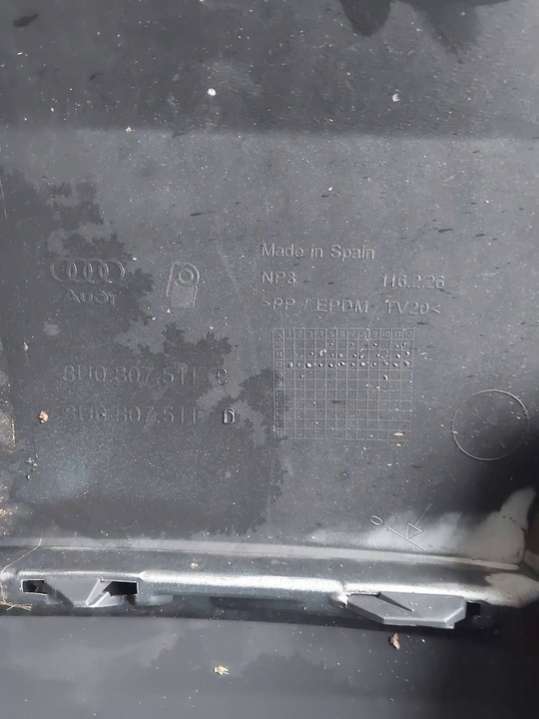 Made in Spain
NP3 116.2.26
Audi
>PP / EPDM - TV20<
8U0.807.511 C
8U0.807.511 D